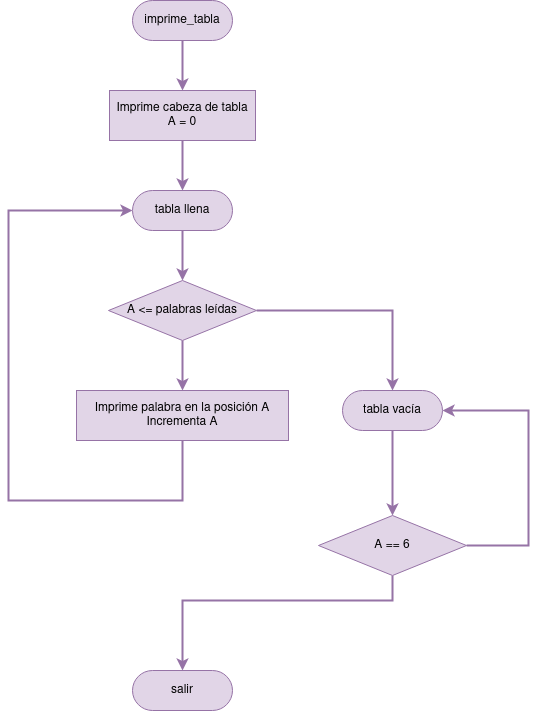 imprime_tabla
Imprime cabeza de tabla
A = 0
tabla llena
A <= palabras leídas
Imprime palabra en la posición A
Incrementa A
tabla vacía
A == 6
salir